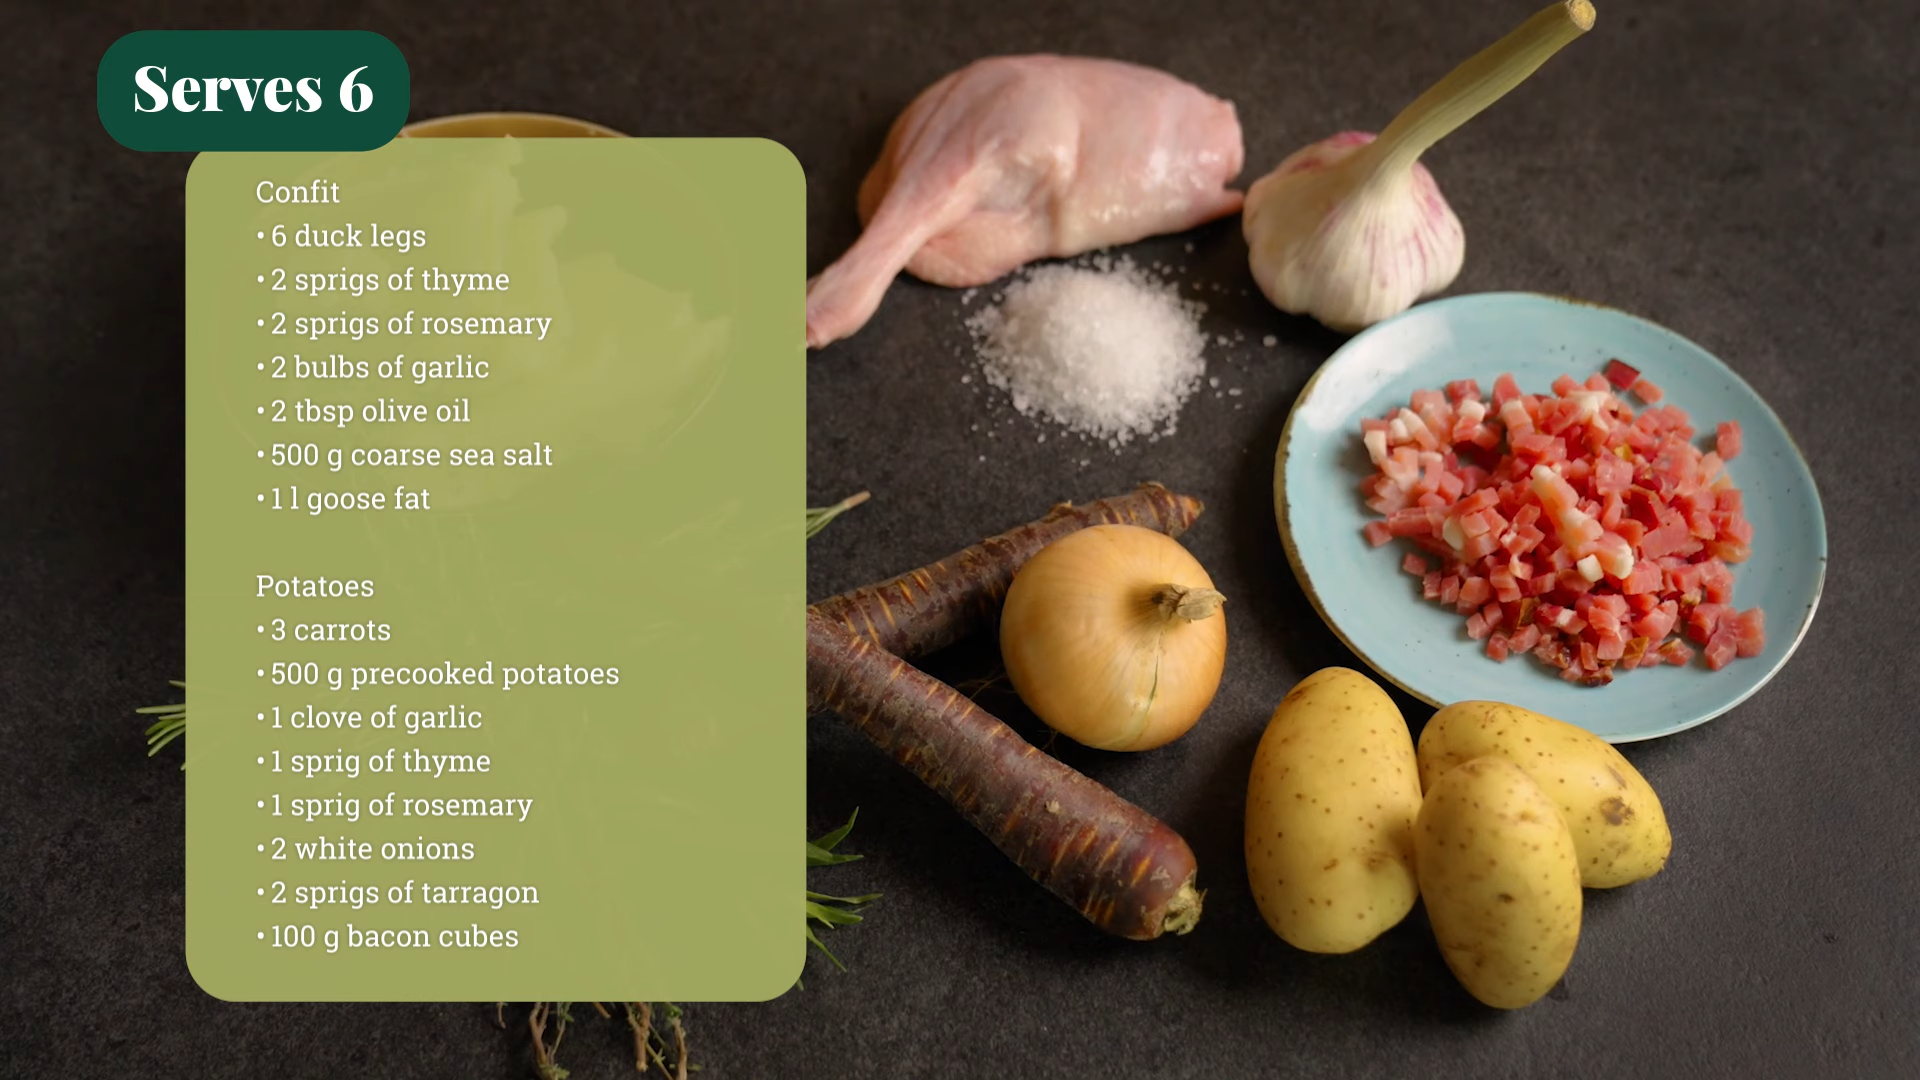 Serves 6
Confit
• 6 duck legs
• 2 sprigs of thyme
• 2 sprigs of rosemary
• 2 bulbs of garlic
• 2 tbsp olive oil
• 500 g coarse sea salt
• 1 l goose fat
Potatoes
• 3 carrots
• 500 g precooked potatoes
• 1 clove of garlic
• 1 sprig of thyme
• 1 sprig of rosemary
• 2 white onions
• 2 sprigs of tarragon
• 100 g bacon cubes